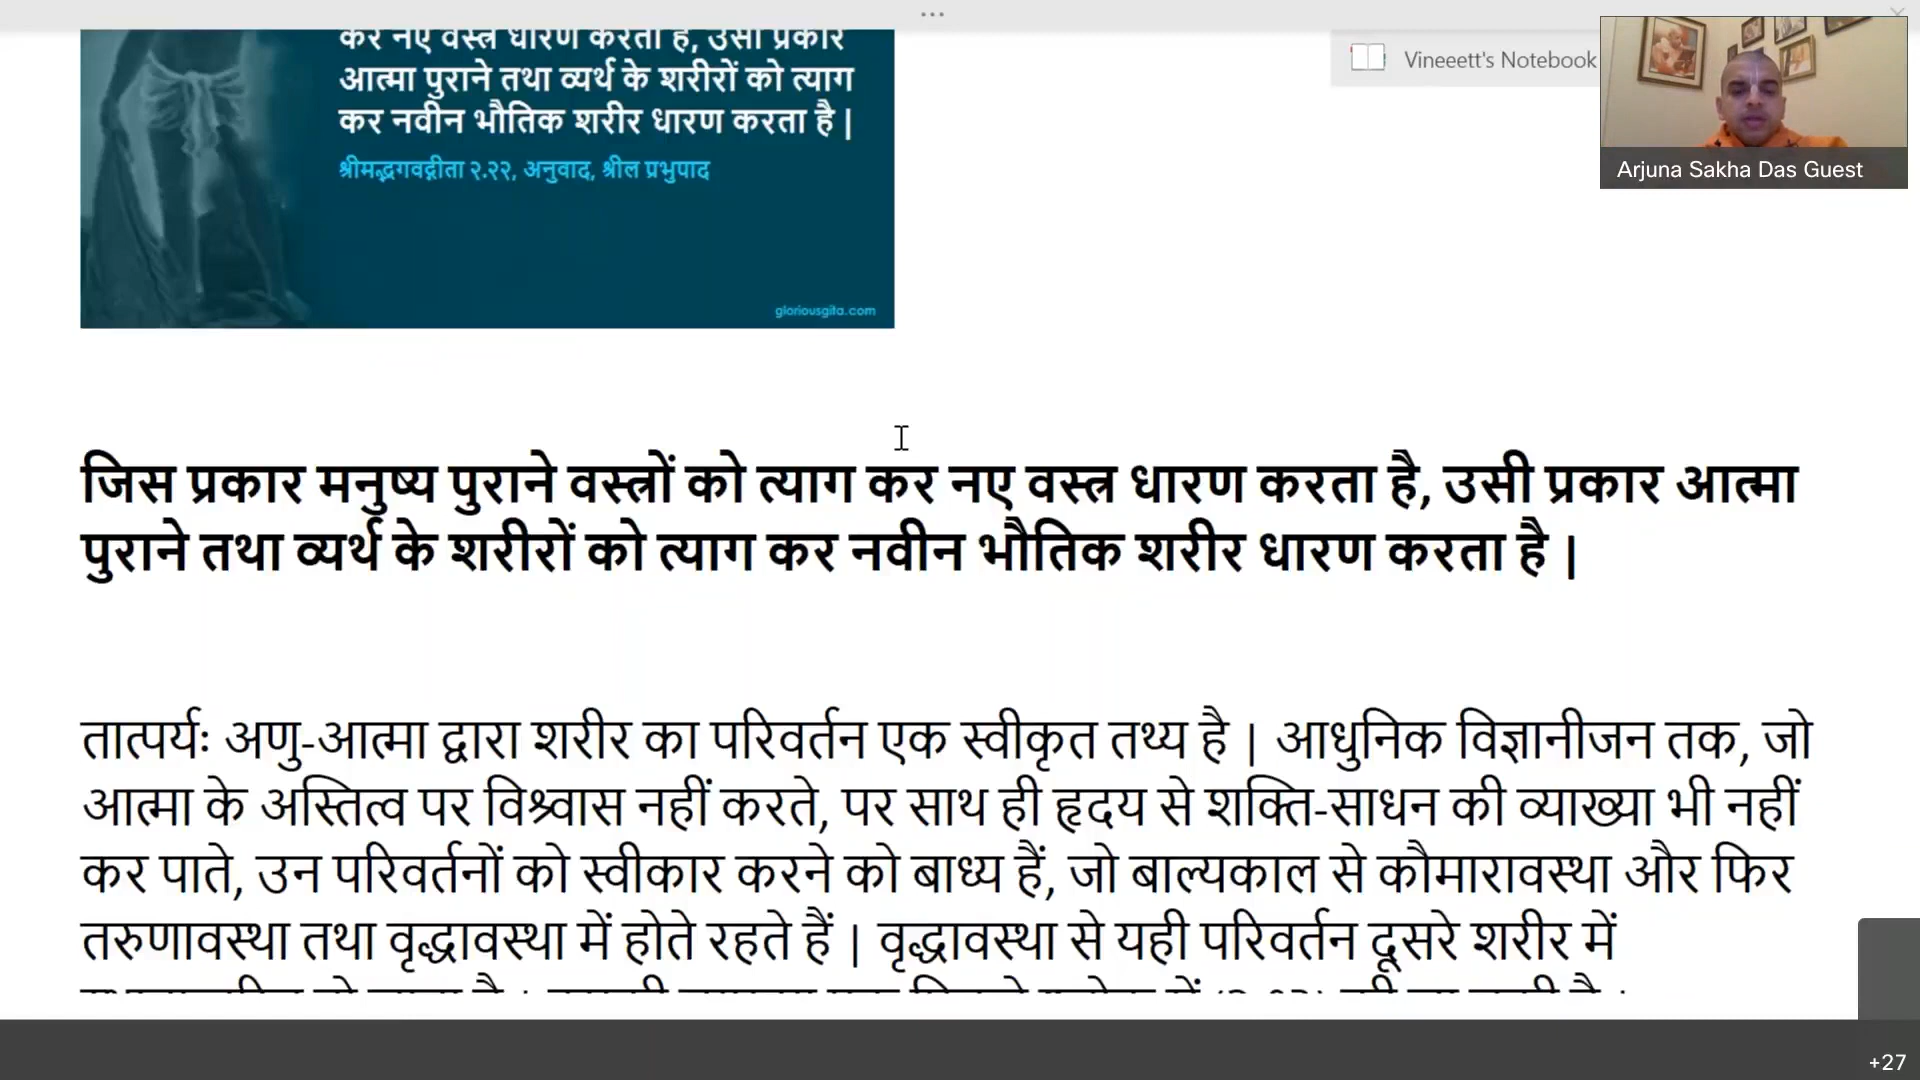 कर नए वस्त्र धारण करता है, उसी प्रकार
आत्मा पुराने तथा व्यर्थ के शरीरों को त्याग
कर नवीन भौतिक शरीर धारण करता है |
श्रीमद्भगवद्गीता २.२२, अनुवाद, श्रील प्रभुपाद
gloriousgita.com
Vineeett's Notebook
Arjuna Sakha Das Guest
जिस प्रकार मनुष्य पुराने वस्त्रों को त्याग कर नए वस्त्र धारण करता है, उसी प्रकार आत्मा
पुराने तथा व्यर्थ के शरीरों को त्याग कर नवीन भौतिक शरीर धारण करता है |
तात्पर्यः अणु-आत्मा द्वारा शरीर का परिवर्तन एक स्वीकृत तथ्य है | आधुनिक विज्ञानीजन तक, जो
आत्मा के अस्तित्व पर विश्र्वास नहीं करते, पर साथ ही हृदय से शक्ति-साधन की व्याख्या भी नहीं
कर पाते, उन परिवर्तनों को स्वीकार करने को बाध्य हैं, जो बाल्यकाल से कौमारावस्था और फिर
तरुणावस्था तथा वृद्धावस्था में होते रहते हैं | वृद्धावस्था से यही परिवर्तन दूसरे शरीर में
+27